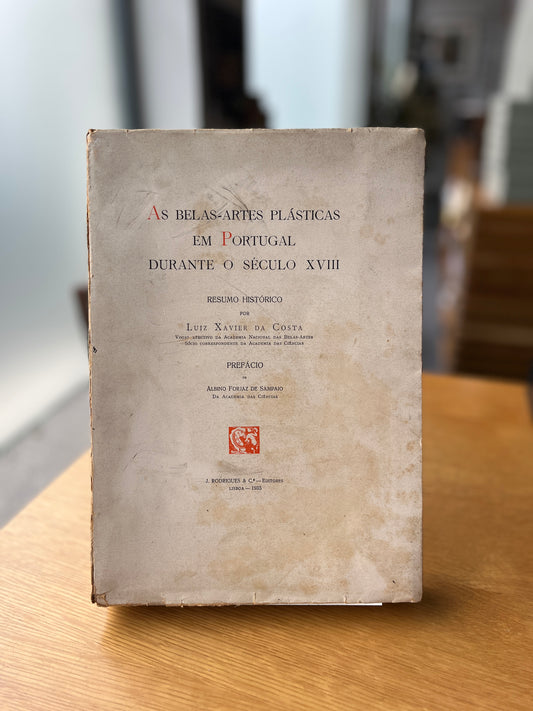 As belas-artes plásticas
em Portugal
durante o século XVIII
RESUMO HISTÓRICO
POR
Luiz Xavier da Costa
Vogal efectivo da Academia Nacional das Belas-Artes
Sócio correspondente da Academia das Ciências
PREFÁCIO
DE
Albino Forjaz de Sampaio
Da Academia das Ciências
J. RODRIGUES & C.ª — Editores
LISBOA — 1935